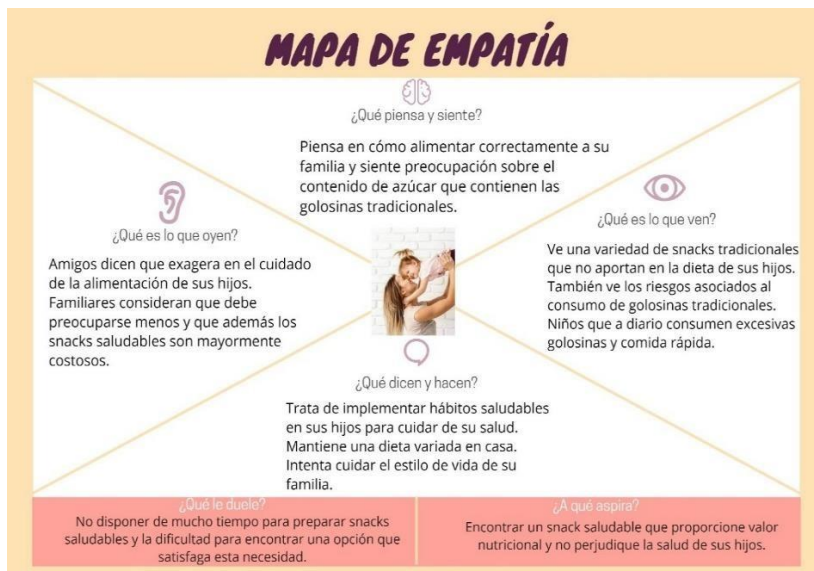 MAPA DE EMPATÍA
¿Qué piensa y siente?
Piensa en cómo alimentar correctamente a su
familia y siente preocupación sobre el
contenido de azúcar que contienen las
golosinas tradicionales.
¿Qué es lo que oyen?
Amigos dicen que exagera en el cuidado
de la alimentación de sus hijos.
Familiares consideran que debe
preocuparse menos y que además los
snacks saludables son mayormente
costosos.
¿Qué es lo que ven?
Ve una variedad de snacks tradicionales
que no aportan en la dieta de sus hijos.
También ve los riesgos asociados al
consumo de golosinas tradicionales.
Niños que a diario consumen excesivas
golosinas y comida rápida.
¿Qué dicen y hacen?
Trata de implementar hábitos saludables
en sus hijos para cuidar de su salud.
Mantiene una dieta variada en casa.
Intenta cuidar el estilo de vida de su
familia.
¿Qué le duele?
No disponer de mucho tiempo para preparar snacks
saludables y la dificultad para encontrar una opción que
satisfaga esta necesidad.
¿A qué aspira?
Encontrar un snack saludable que proporcione valor
nutricional y no perjudique la salud de sus hijos.